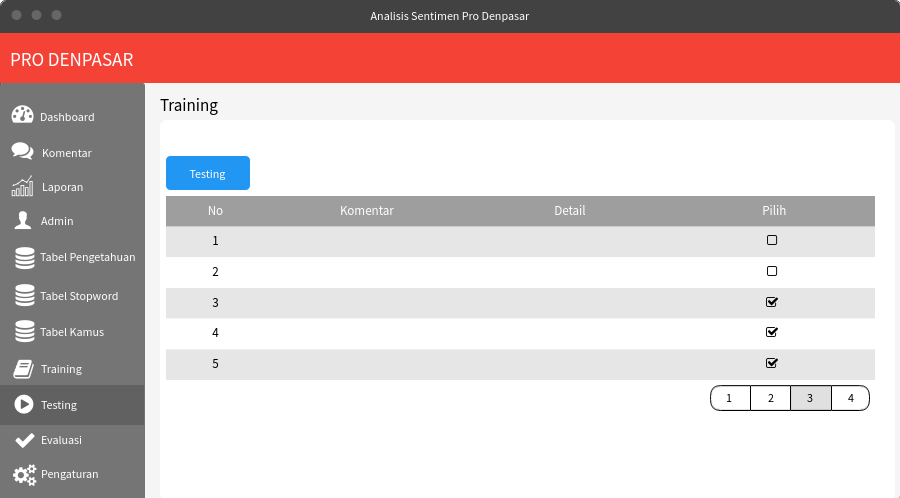 Analisis Sentimen Pro Denpasar
PRO DENPASAR
Dashboard
Komentar
Laporan
Admin
Tabel Pengetahuan
Tabel Stopword
Tabel Kamus
Training
Testing
Evaluasi
Pengaturan
Training
Testing
No Komentar Detail Pilih
1
2
3
4
5
1 2 3 4